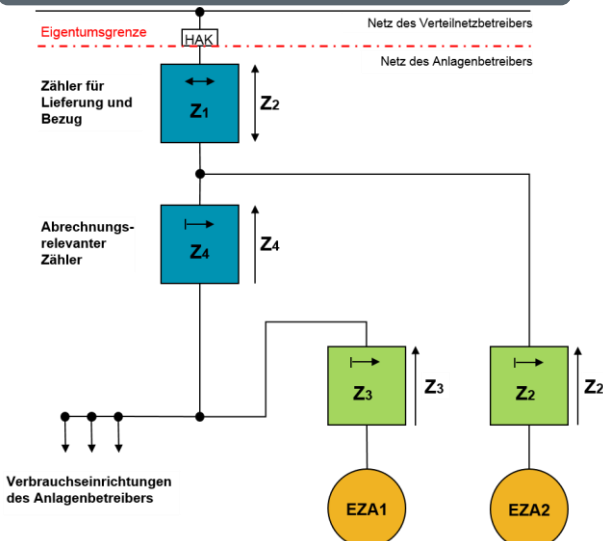 Eigentumsgrenze
Netz des Verteilnetzbetreibers
HAK
Netz des Anlagenbetreibers
Zähler für
Lieferung und
Bezug
Z1
Z2
Abrechnungs-
relevanter
Zähler
Z4
Z4
Z3
Z3
Z2
Z2
Verbrauchseinrichtungen
des Anlagenbetreibers
EZA1
EZA2